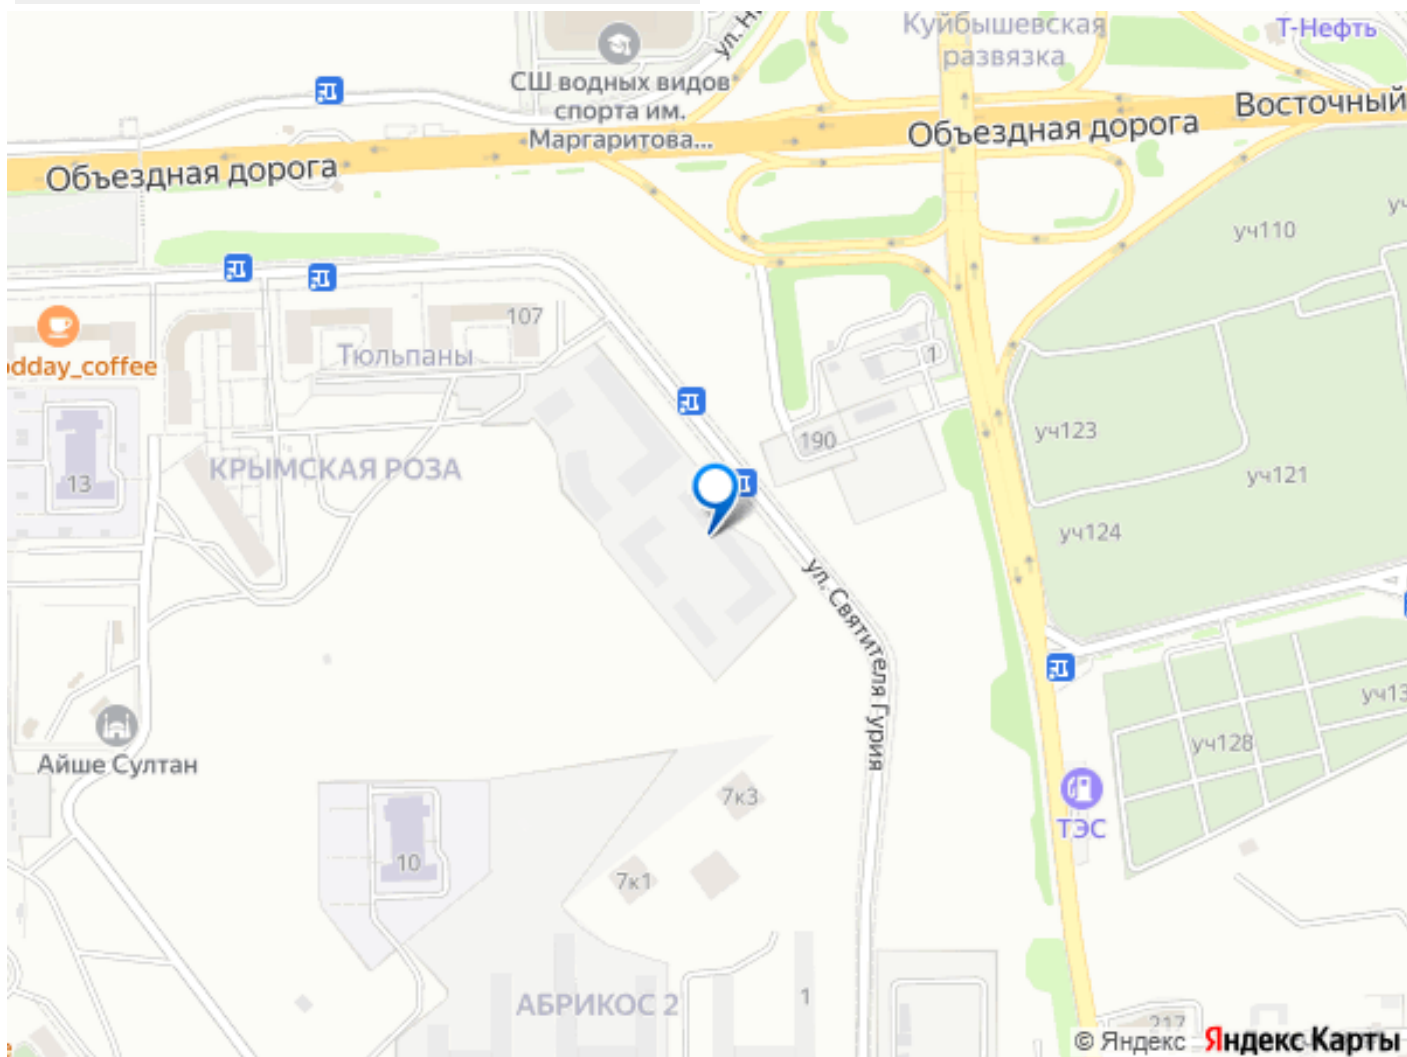 Куйбышевская
развязка
Т-Нефть
СШ водных видов
спорта им.
Маргаритова...
Восточный
Объездная дорога
Объездная дорога
уч110
107
Тюльпаны
1
dday_coffee
190
уч123
КРЫМСКАЯ РОЗА
13
уч121
уч124
ул. Святителя Гурия
уч13
уч128
Айше Султан
7к3
ТЭС
10
7к1
АБРИКОС 2
1
217
© Яндекс Яндекс Карты